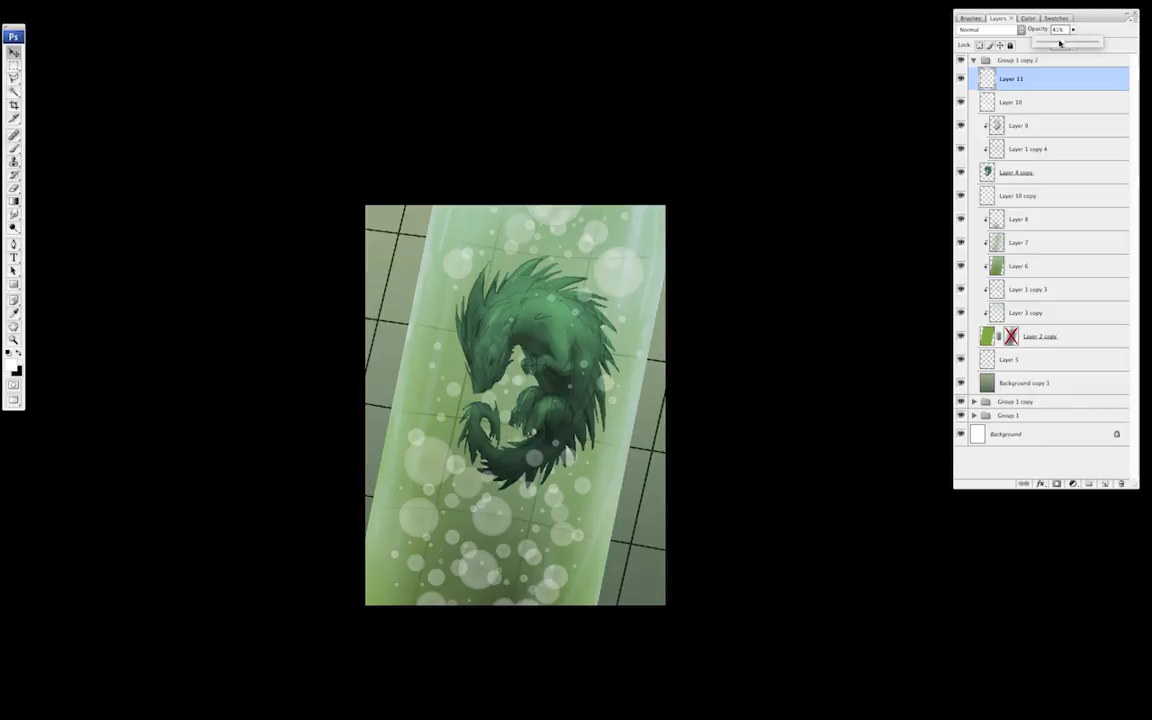 Ps
Brushes Layers × Color Swatches
Normal Opacity: 41%
Lock:
Group 1 copy 2
Layer 11
Layer 10
Layer 9
Layer 1 copy 4
Layer 4 copy
Layer 10 copy
Layer 8
Layer 7
Layer 6
Layer 1 copy 3
Layer 3 copy
Layer 2 copy
Layer 5
Background copy 3
Group 1 copy
Group 1
Background
fx